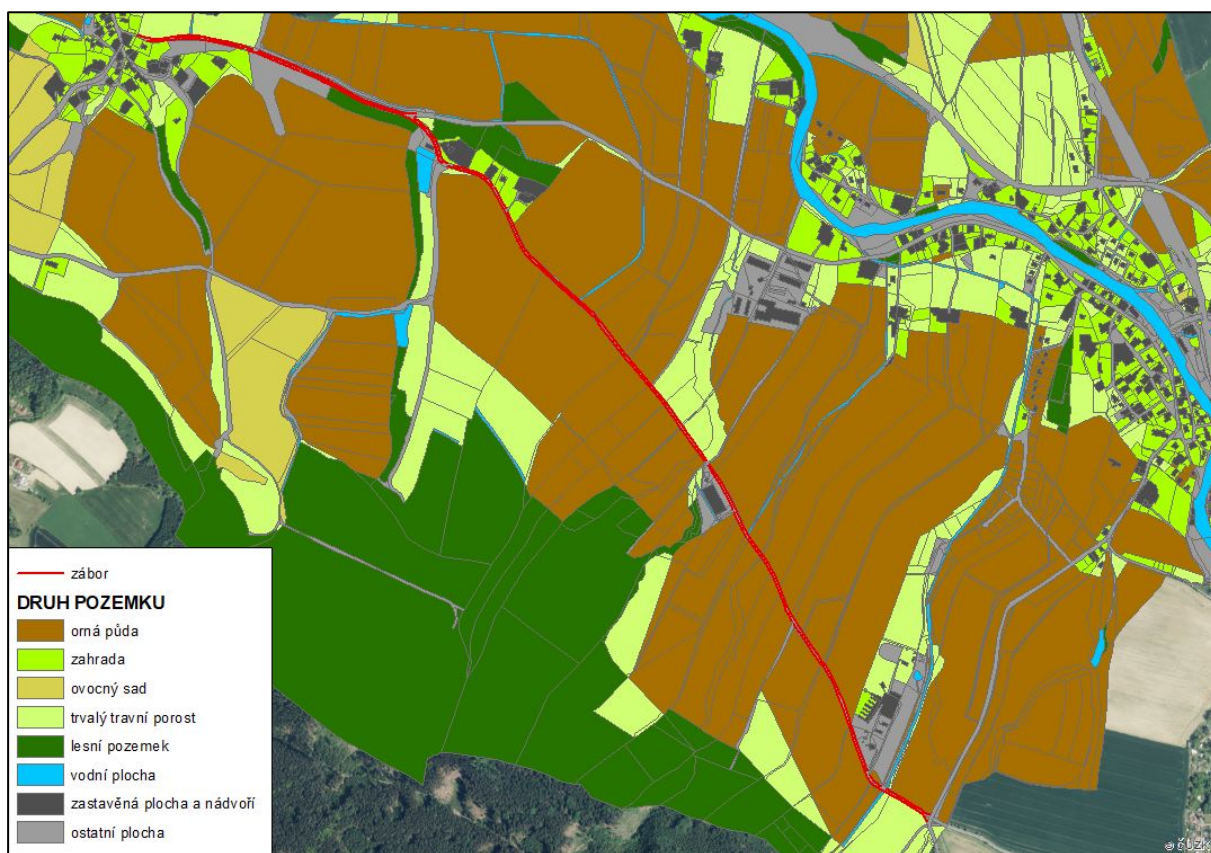 zábor
DRUH POZEMKU
orná půda
zahrada
ovocný sad
trvalý travní porost
lesní pozemek
vodní plocha
zastavěná plocha a nádvoří
ostatní plocha
© ČÚZK